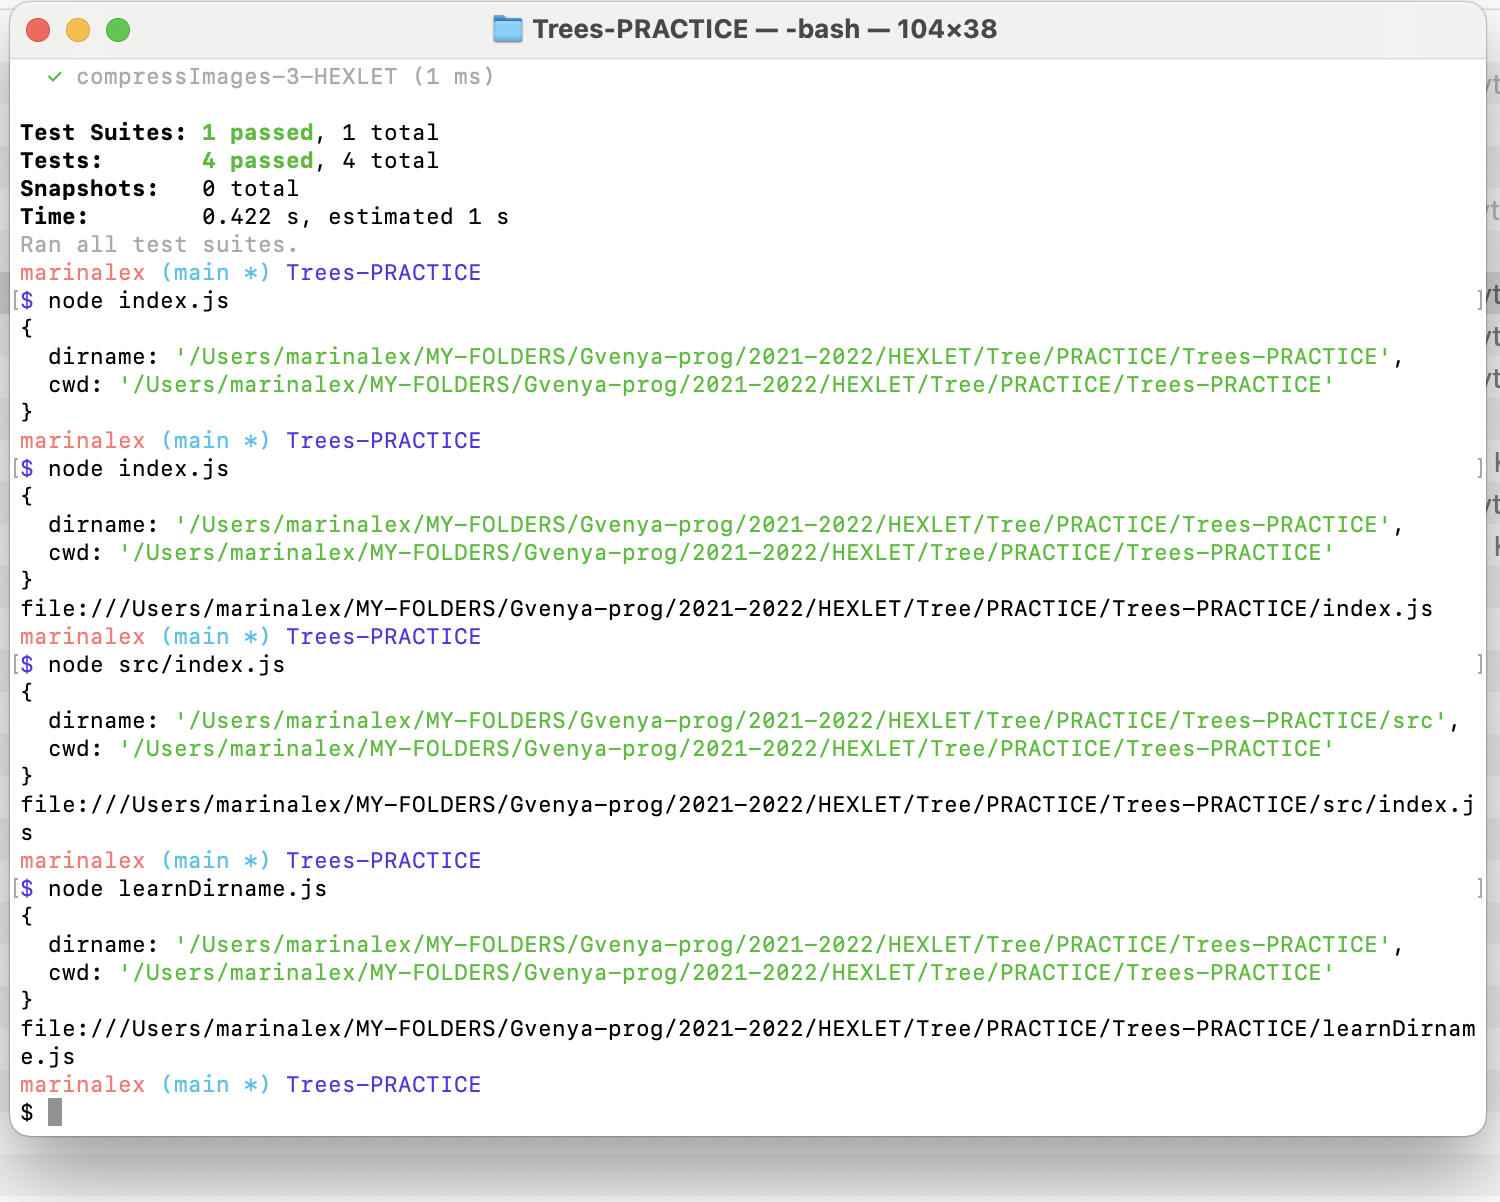 Trees-PRACTICE — -bash — 104×38
✓ compressImages-3-HEXLET (1 ms)
Test Suites: 1 passed, 1 total
Tests:       4 passed, 4 total
Snapshots:   0 total
Time:        0.422 s, estimated 1 s
Ran all test suites.
marinalex (main *) Trees-PRACTICE
[$ node index.js ]
{
  dirname: '/Users/marinalex/MY-FOLDERS/Gvenya-prog/2021-2022/HEXLET/Tree/PRACTICE/Trees-PRACTICE',
  cwd: '/Users/marinalex/MY-FOLDERS/Gvenya-prog/2021-2022/HEXLET/Tree/PRACTICE/Trees-PRACTICE'
}
marinalex (main *) Trees-PRACTICE
[$ node index.js ]
{
  dirname: '/Users/marinalex/MY-FOLDERS/Gvenya-prog/2021-2022/HEXLET/Tree/PRACTICE/Trees-PRACTICE',
  cwd: '/Users/marinalex/MY-FOLDERS/Gvenya-prog/2021-2022/HEXLET/Tree/PRACTICE/Trees-PRACTICE'
}
file:///Users/marinalex/MY-FOLDERS/Gvenya-prog/2021-2022/HEXLET/Tree/PRACTICE/Trees-PRACTICE/index.js
marinalex (main *) Trees-PRACTICE
[$ node src/index.js ]
{
  dirname: '/Users/marinalex/MY-FOLDERS/Gvenya-prog/2021-2022/HEXLET/Tree/PRACTICE/Trees-PRACTICE/src',
  cwd: '/Users/marinalex/MY-FOLDERS/Gvenya-prog/2021-2022/HEXLET/Tree/PRACTICE/Trees-PRACTICE'
}
file:///Users/marinalex/MY-FOLDERS/Gvenya-prog/2021-2022/HEXLET/Tree/PRACTICE/Trees-PRACTICE/src/index.j
s
marinalex (main *) Trees-PRACTICE
[$ node learnDirname.js ]
{
  dirname: '/Users/marinalex/MY-FOLDERS/Gvenya-prog/2021-2022/HEXLET/Tree/PRACTICE/Trees-PRACTICE',
  cwd: '/Users/marinalex/MY-FOLDERS/Gvenya-prog/2021-2022/HEXLET/Tree/PRACTICE/Trees-PRACTICE'
}
file:///Users/marinalex/MY-FOLDERS/Gvenya-prog/2021-2022/HEXLET/Tree/PRACTICE/Trees-PRACTICE/learnDirnam
e.js
marinalex (main *) Trees-PRACTICE
$